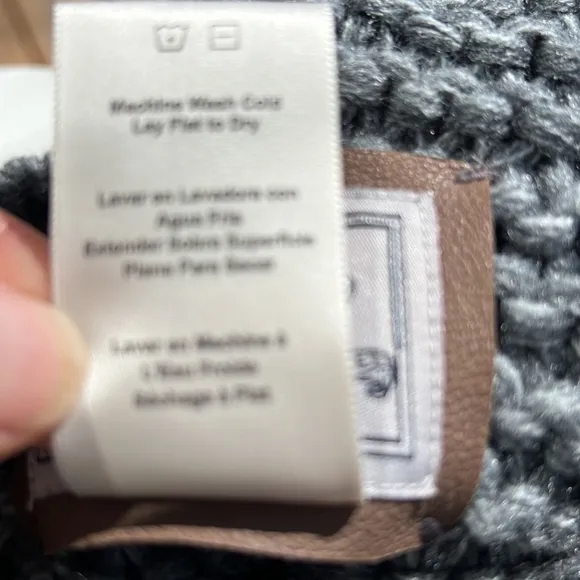 Machine Wash Cold
Lay Flat to Dry
Lavar en Lavadora con
Agua Fria
Extender Sobre Superficie
Plana Para Secar
Laver en Machine à
L'Eau Froide
Séchage à Plat